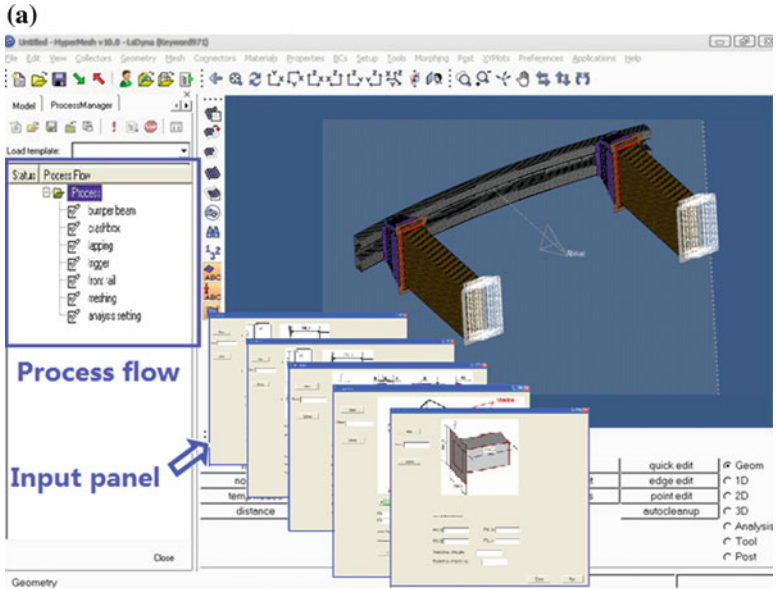 (a)
Untitled - HyperMesh v10.0 - LsDyna (Keyword971)
File Edit View Collectors Geometry Mesh Connectors Materials Properties BCs Setup Tools Morphing Post XYPlots Preferences Applications Help
Model ProcessManager
Load template:
Status Process Flow
Process
bumper beam
crashbox
lapping
trigger
front rail
meshing
analysis setting
Process flow
Input panel
ABC
ABC
distance
quick edit
edge edit
point edit
autocleanup
Geom
1D
2D
3D
Analysis
Tool
Post
Close
Geometry